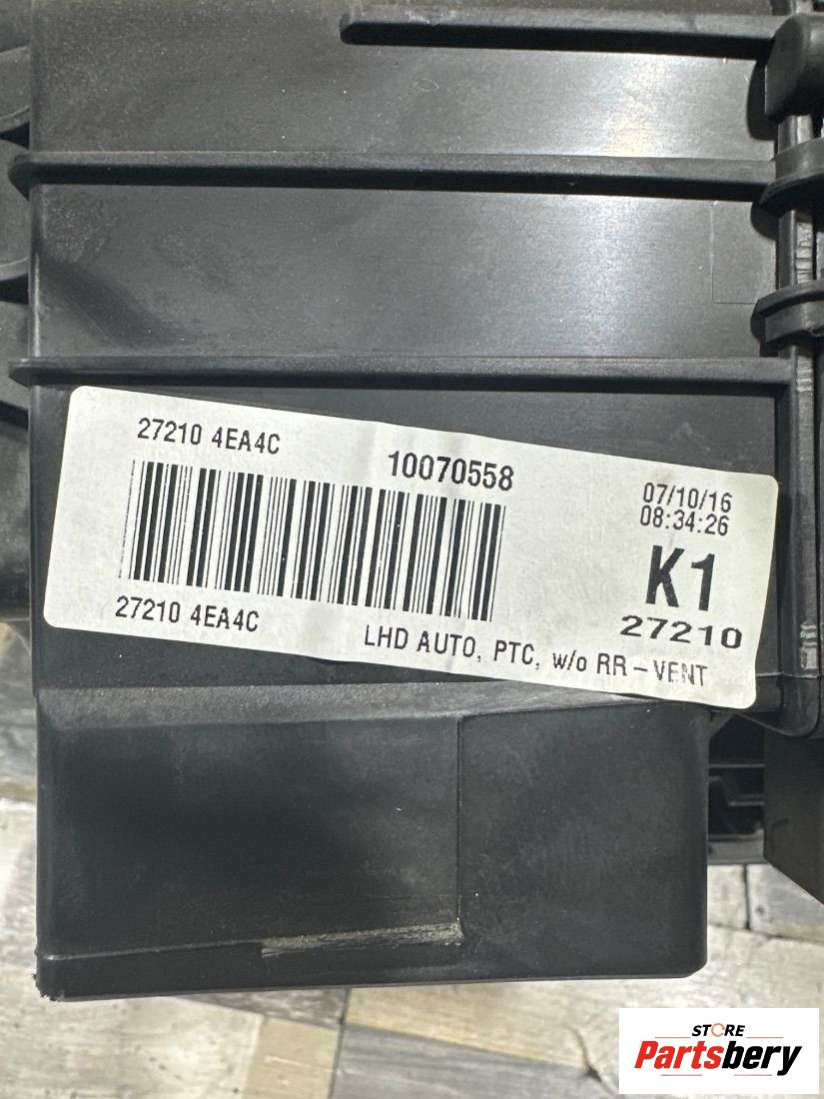 27210 4EA4C
10070558
07/10/16
08:34:26
K1
27210
27210 4EA4C
LHD AUTO, PTC, w/o RR-VENT
STORE
Partsbery